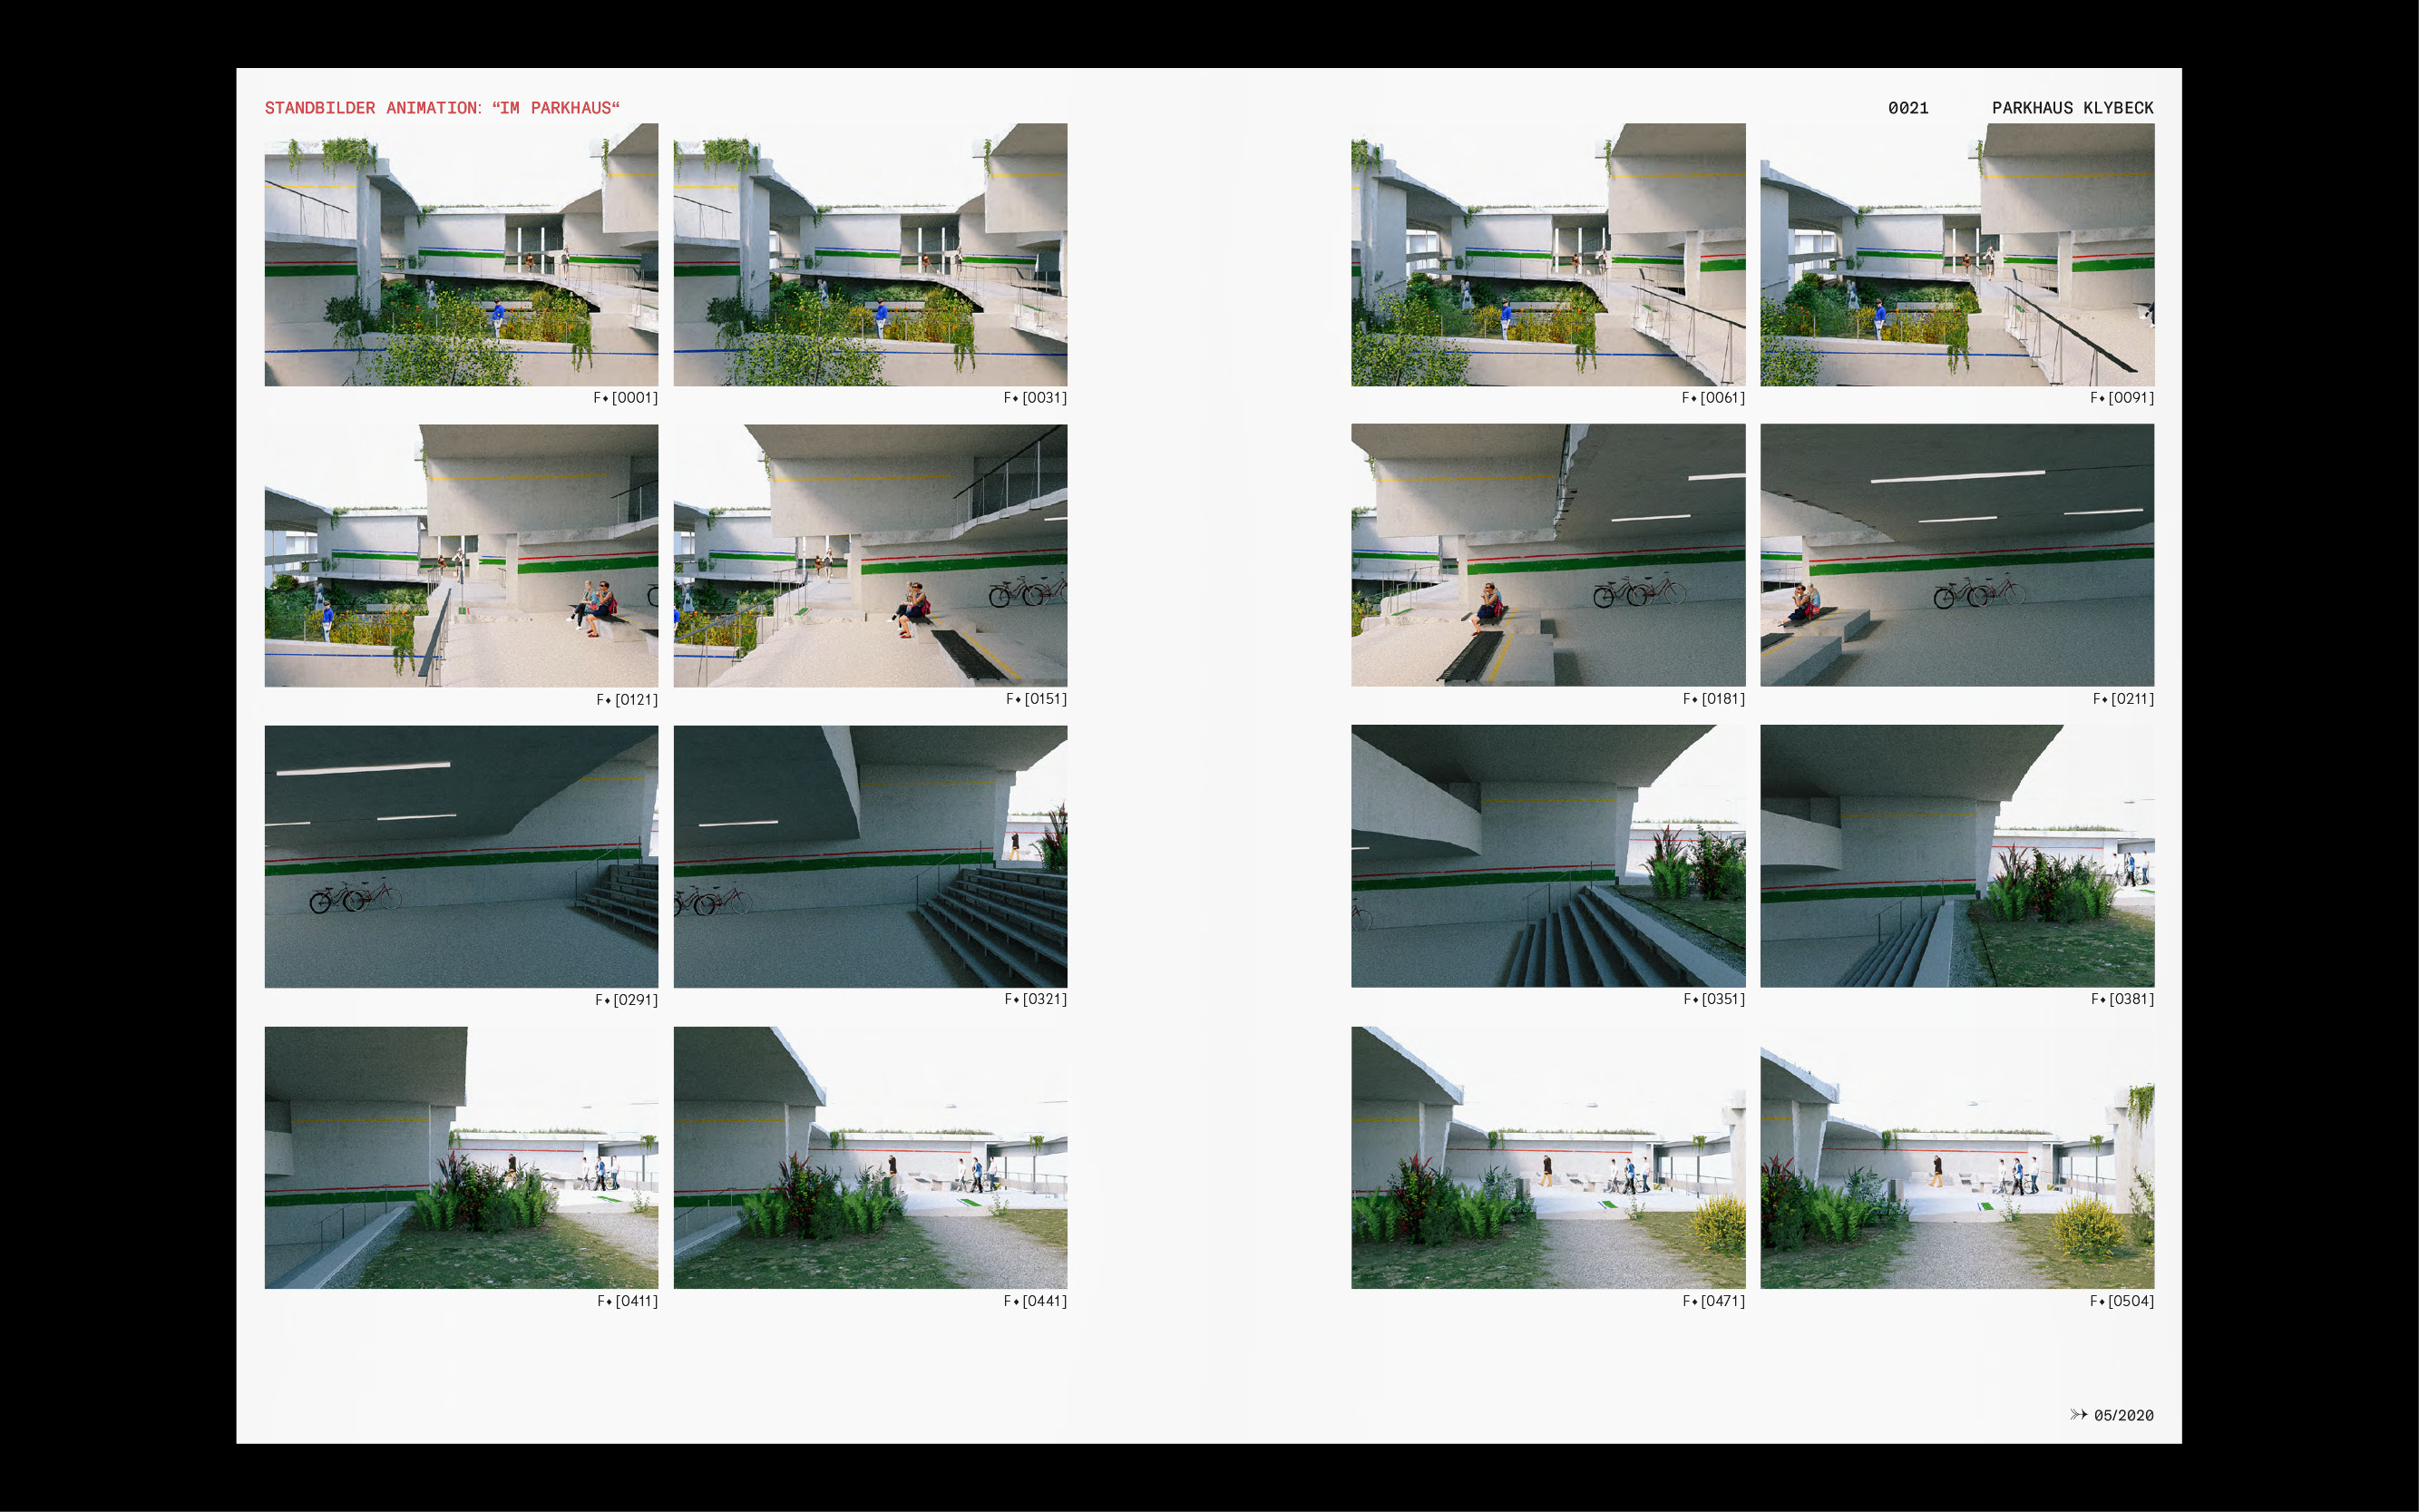 STANDBILDER ANIMATION: “IM PARKHAUS“
0021 PARKHAUS KLYBECK
F♦[0001] F♦[0031] F♦[0061] F♦[0091]
F♦[0121] F♦[0151] F♦[0181] F♦[0211]
F♦[0291] F♦[0321] F♦[0351] F♦[0381]
F♦[0411] F♦[0441] F♦[0471] F♦[0504]
05/2020